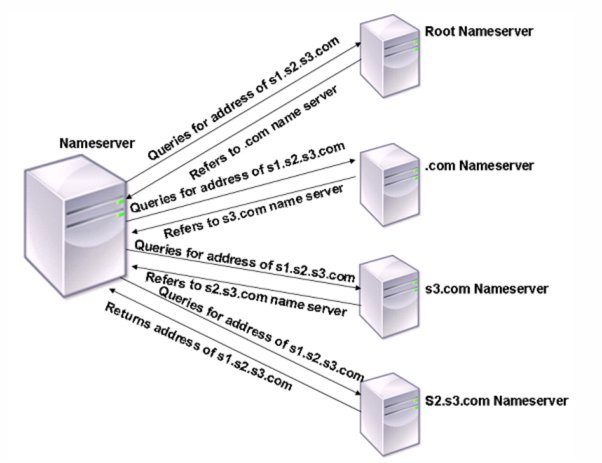 Root Nameserver
Queries for address of s1.s2.s3.com
Refers to .com name server
Nameserver
.com Nameserver
Queries for address of s1.s2.s3.com
Refers to s3.com name server
Queries for address of s1.s2.s3.com
s3.com Nameserver
Refers to s2.s3.com name server
Queries for address of s1.s2.s3.com
Returns address of s1.s2.s3.com
S2.s3.com Nameserver